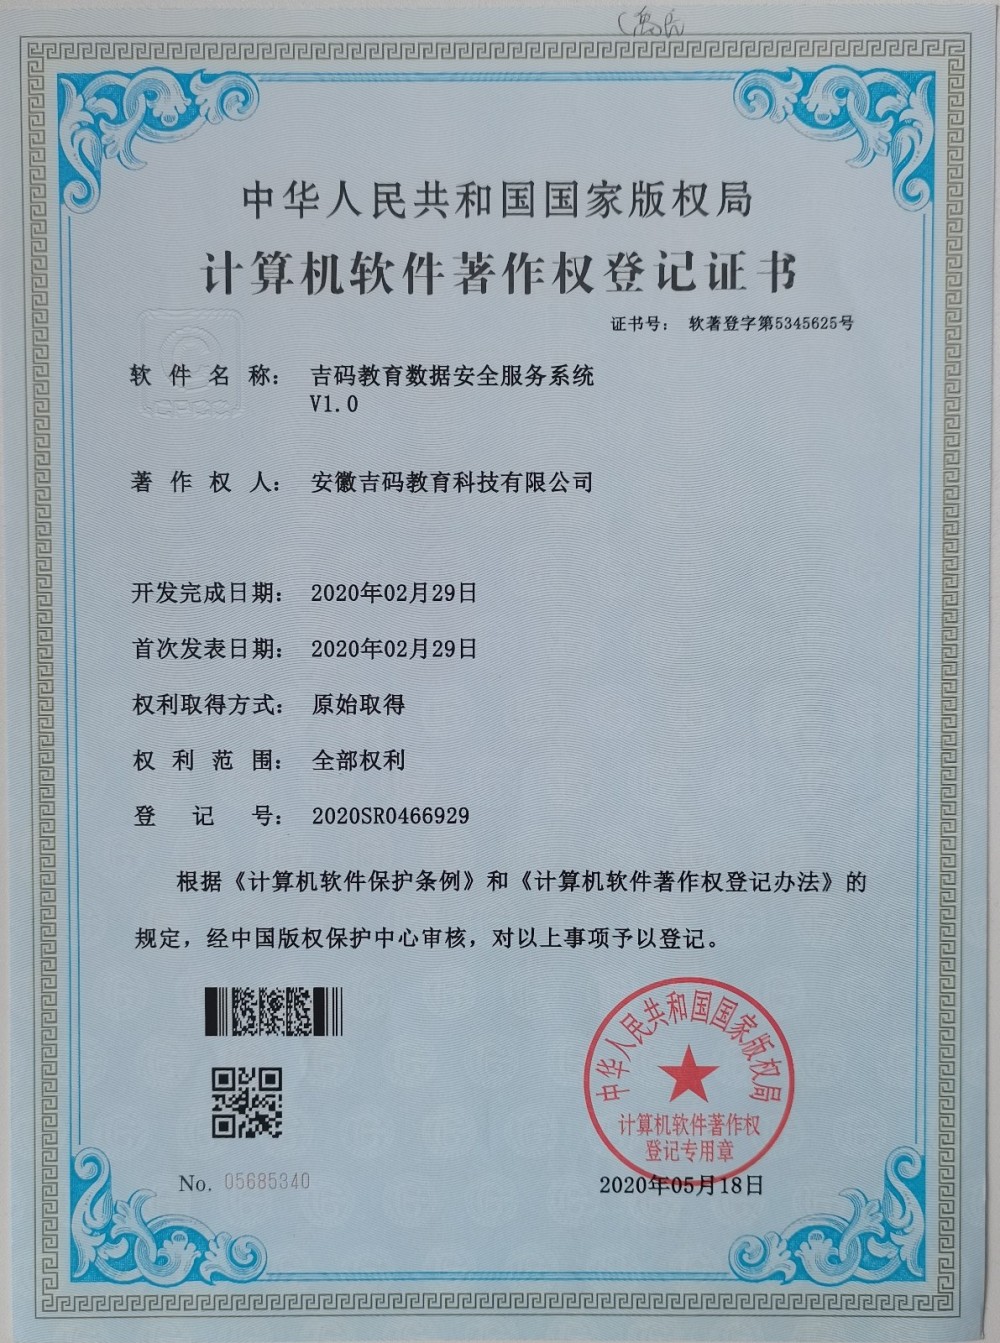 中华人民共和国国家版权局
计算机软件著作权登记证书
证书号： 软著登字第5345625号
CPCC
软件名称： 吉码教育数据安全服务系统
V1.0
著作权人： 安徽吉码教育科技有限公司
开发完成日期： 2020年02月29日
首次发表日期： 2020年02月29日
权利取得方式： 原始取得
权利范围： 全部权利
登记号： 2020SR0466929
根据《计算机软件保护条例》和《计算机软件著作权登记办法》的
规定，经中国版权保护中心审核，对以上事项予以登记。
中华人民共和国国家版权局
计算机软件著作权
登记专用章
No. 05685340
2020年05月18日